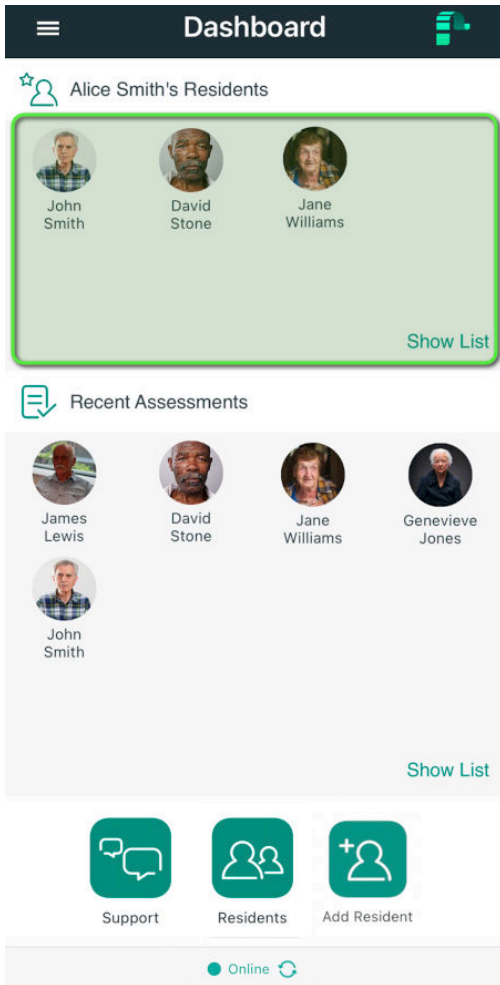 Dashboard
Alice Smith's Residents
John
Smith
David
Stone
Jane
Williams
Show List
Recent Assessments
James
Lewis
David
Stone
Jane
Williams
Genevieve
Jones
John
Smith
Show List
Support
Residents
Add Resident
Online